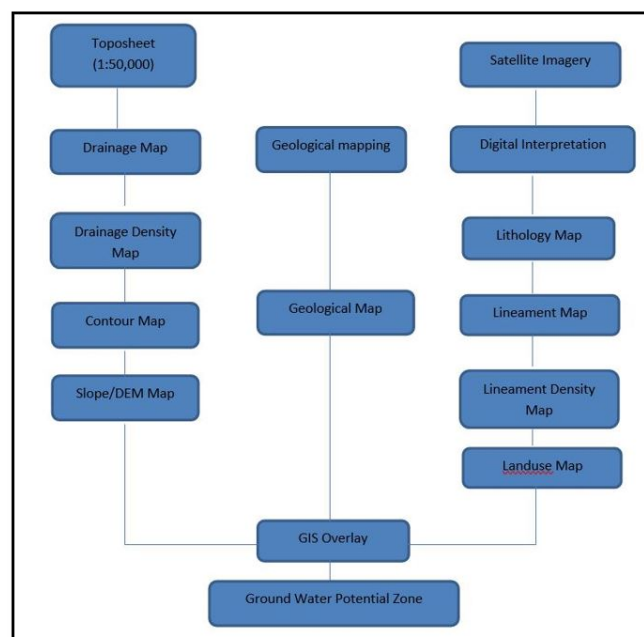 Toposheet
(1:50,000)
Drainage Map
Drainage Density
Map
Contour Map
Slope/DEM Map
Geological mapping
Geological Map
Satellite Imagery
Digital Interpretation
Lithology Map
Lineament Map
Lineament Density
Map
Landuse Map
GIS Overlay
Ground Water Potential Zone